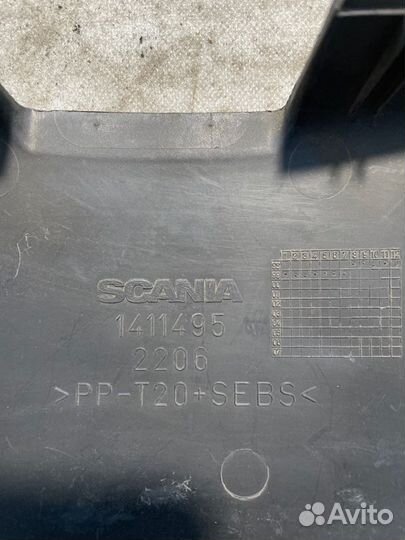 SCANIA
1411495
2206
>PP-T20+SEBS<
Avito